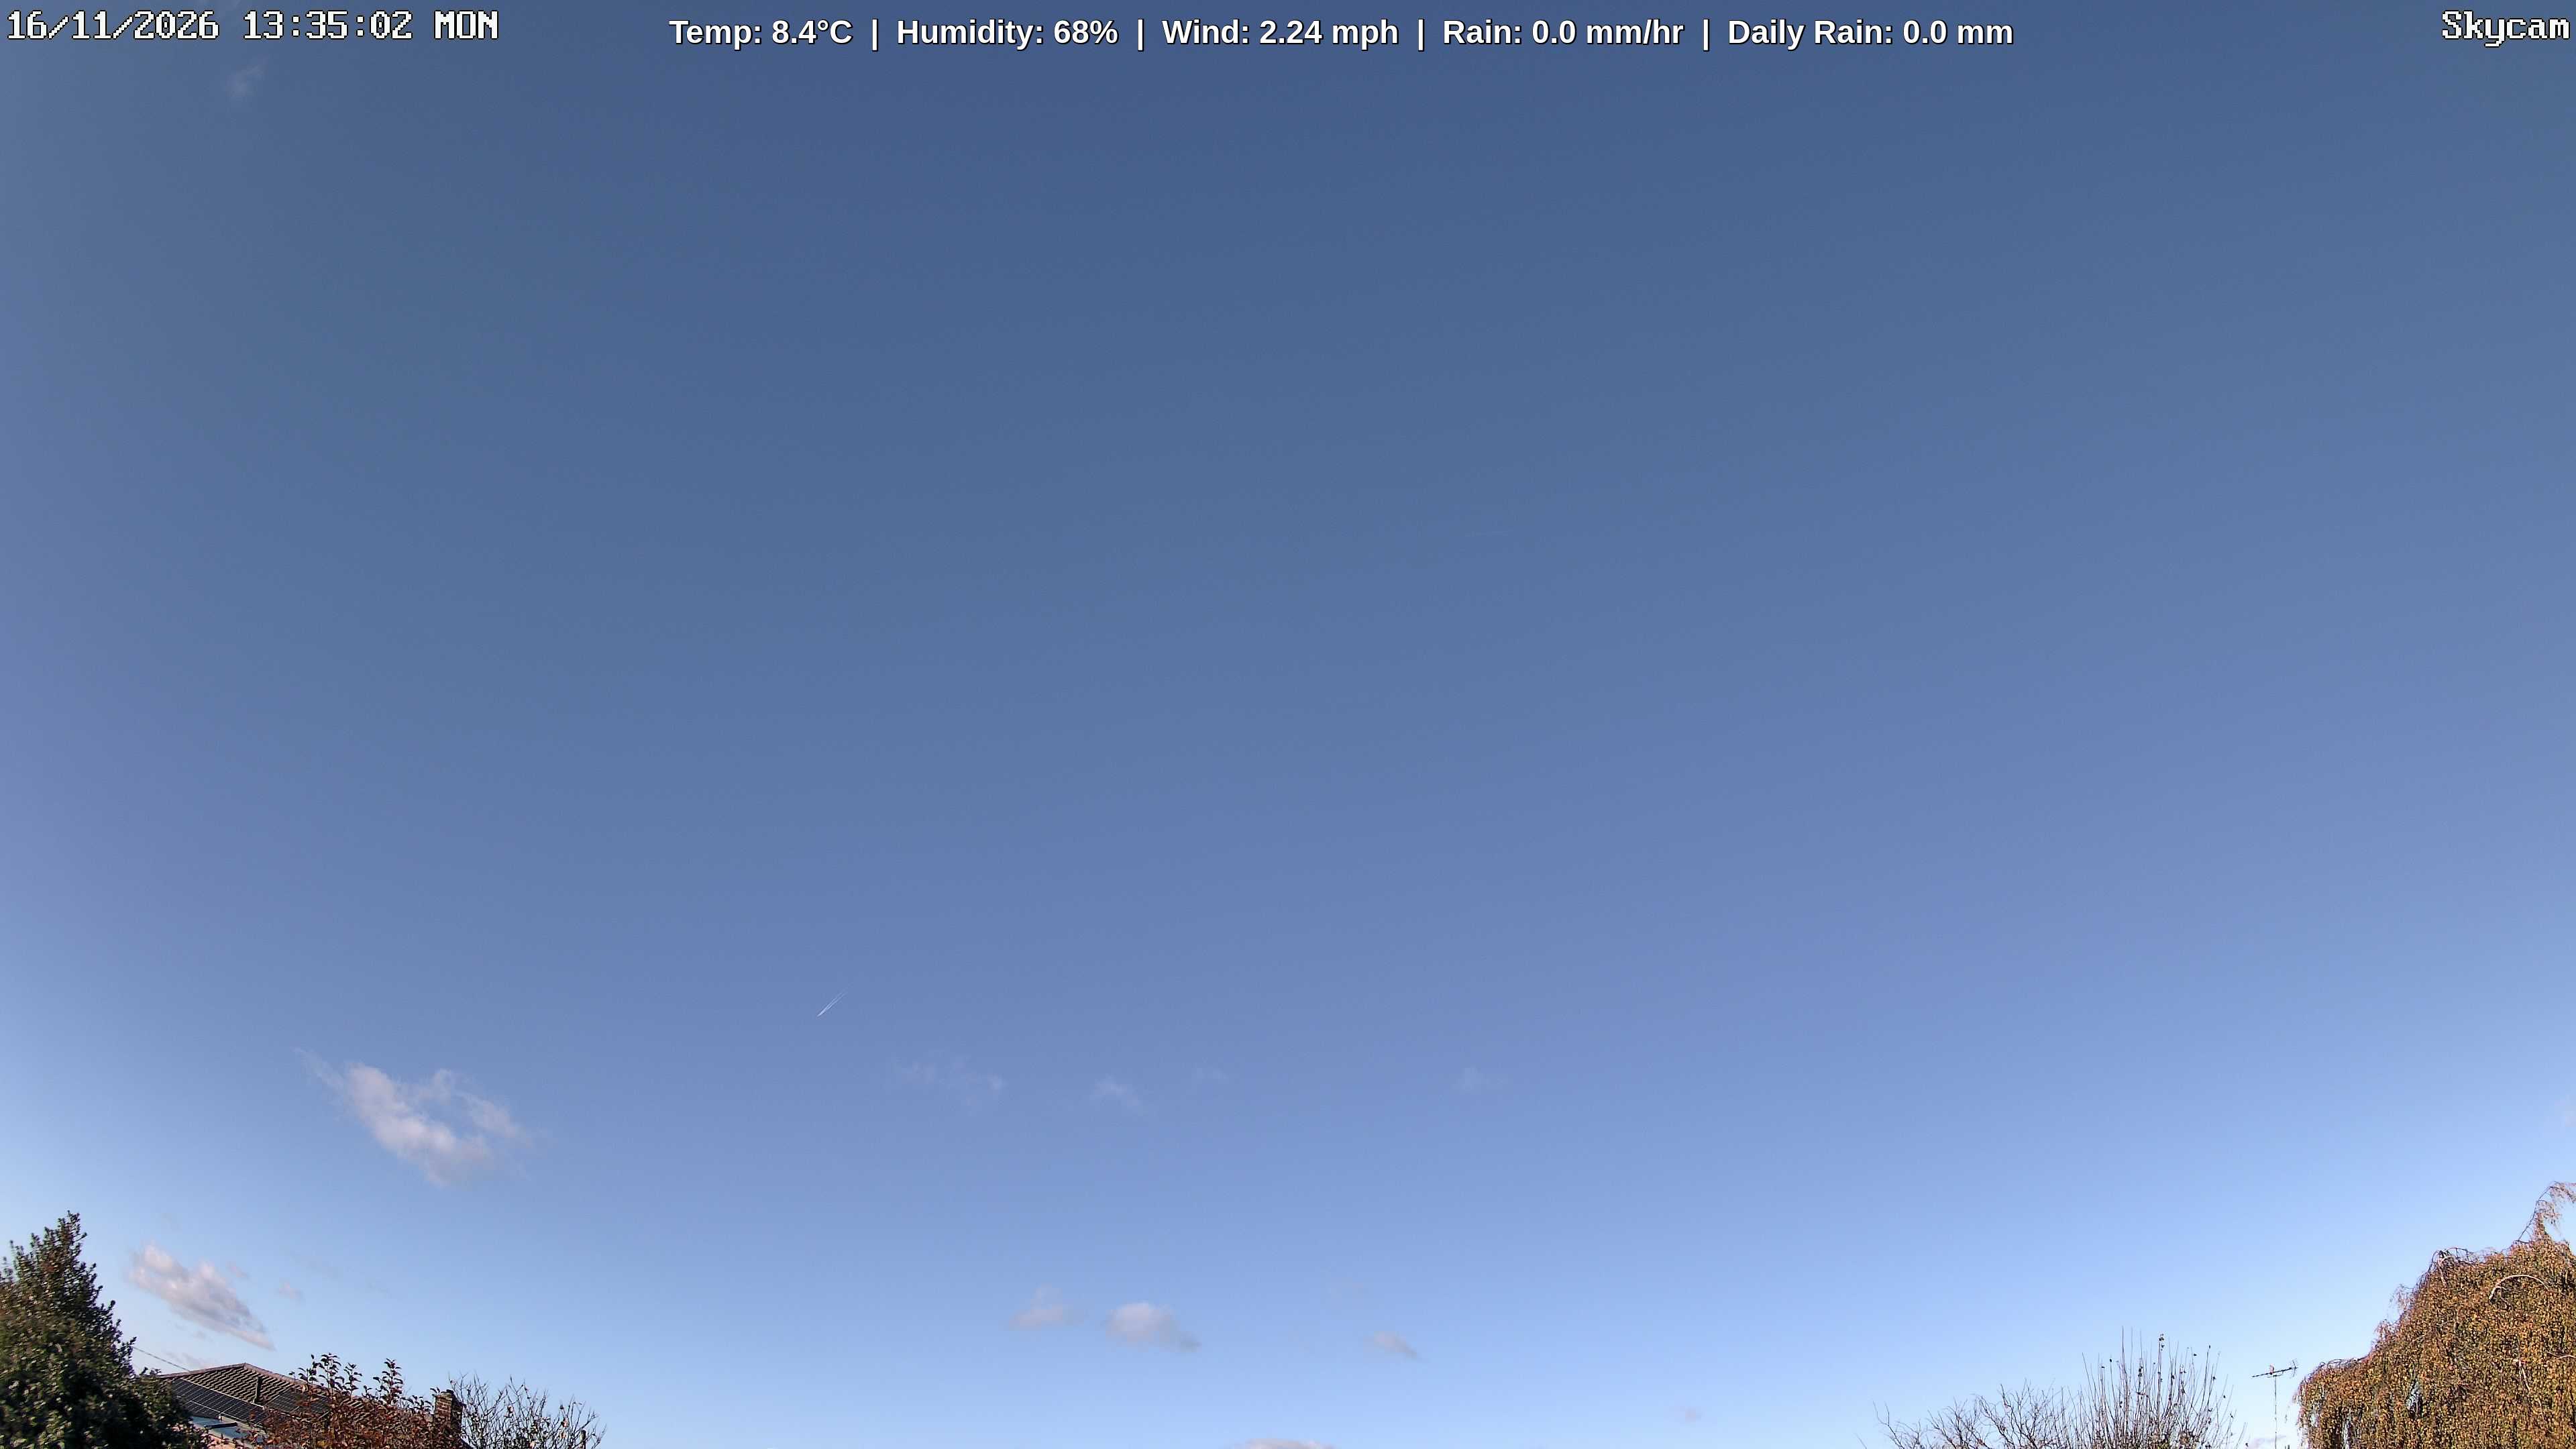 16/11/2026 13:35:02 MON
Temp: 8.4°C | Humidity: 68% | Wind: 2.24 mph | Rain: 0.0 mm/hr | Daily Rain: 0.0 mm
Skycam